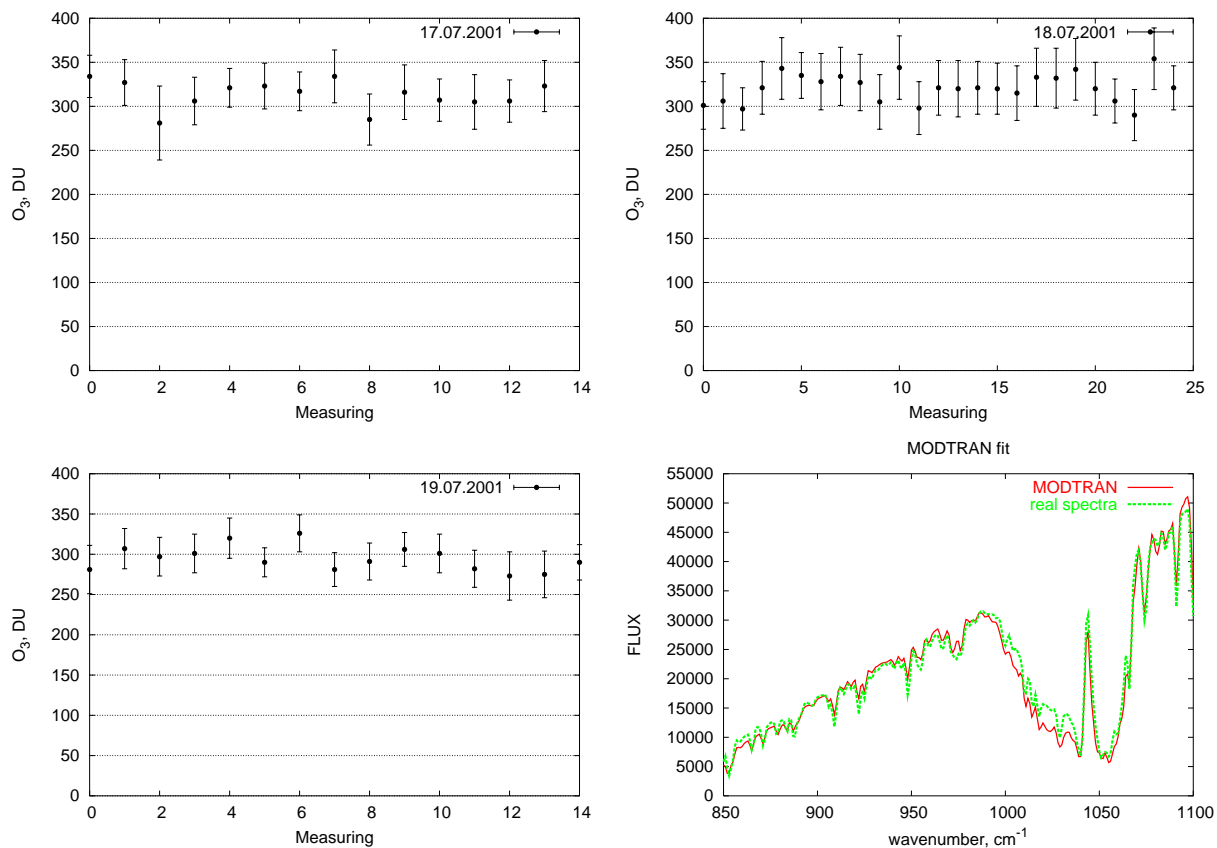 400
350
300
250
200
150
100
50
0
O3, DU
17.07.2001
0 2 4 6 8 10 12 14
Measuring
400
350
300
250
200
150
100
50
0
O3, DU
18.07.2001
0 5 10 15 20 25
Measuring
400
350
300
250
200
150
100
50
0
O3, DU
19.07.2001
0 2 4 6 8 10 12 14
Measuring
MODTRAN fit
55000
50000
45000
40000
35000
30000
25000
20000
15000
10000
5000
0
FLUX
MODTRAN
real spectra
850 900 950 1000 1050 1100
wavenumber, cm-1